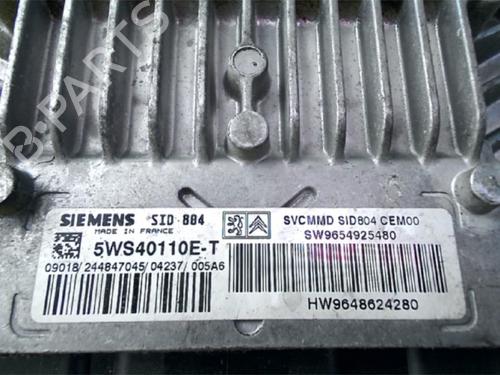 B-PARTS
SIEMENS SID 804
MADE IN FRANCE
5WS40110E-T
09018/244847045/04237/005A6
SVCMMD SID804 CEM00
SW9654925480
HW9648624280